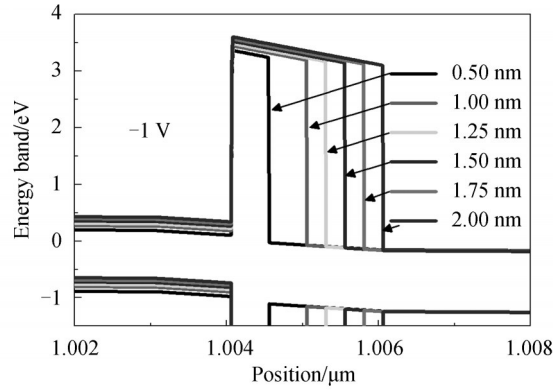 4
3
2
1
0
−1
Energy band/eV
−1 V
0.50 nm
1.00 nm
1.25 nm
1.50 nm
1.75 nm
2.00 nm
1.002
1.004
1.006
1.008
Position/μm